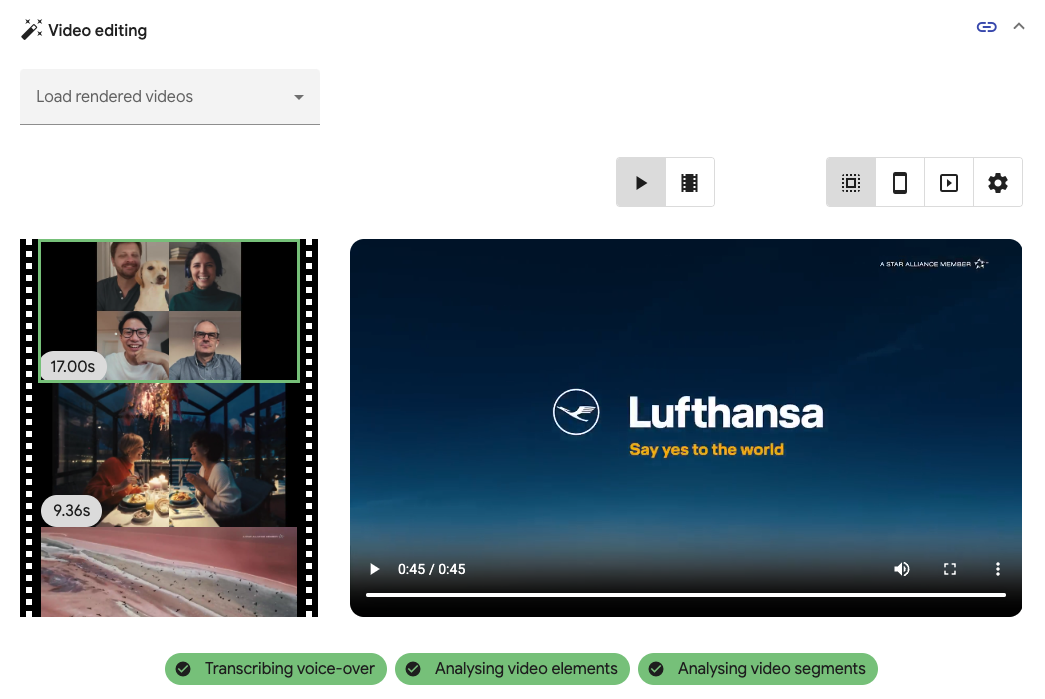 Video editing
Load rendered videos
17.00s
9.36s
A STAR ALLIANCE MEMBER
Lufthansa
Say yes to the world
0:45 / 0:45
Transcribing voice-over
Analysing video elements
Analysing video segments